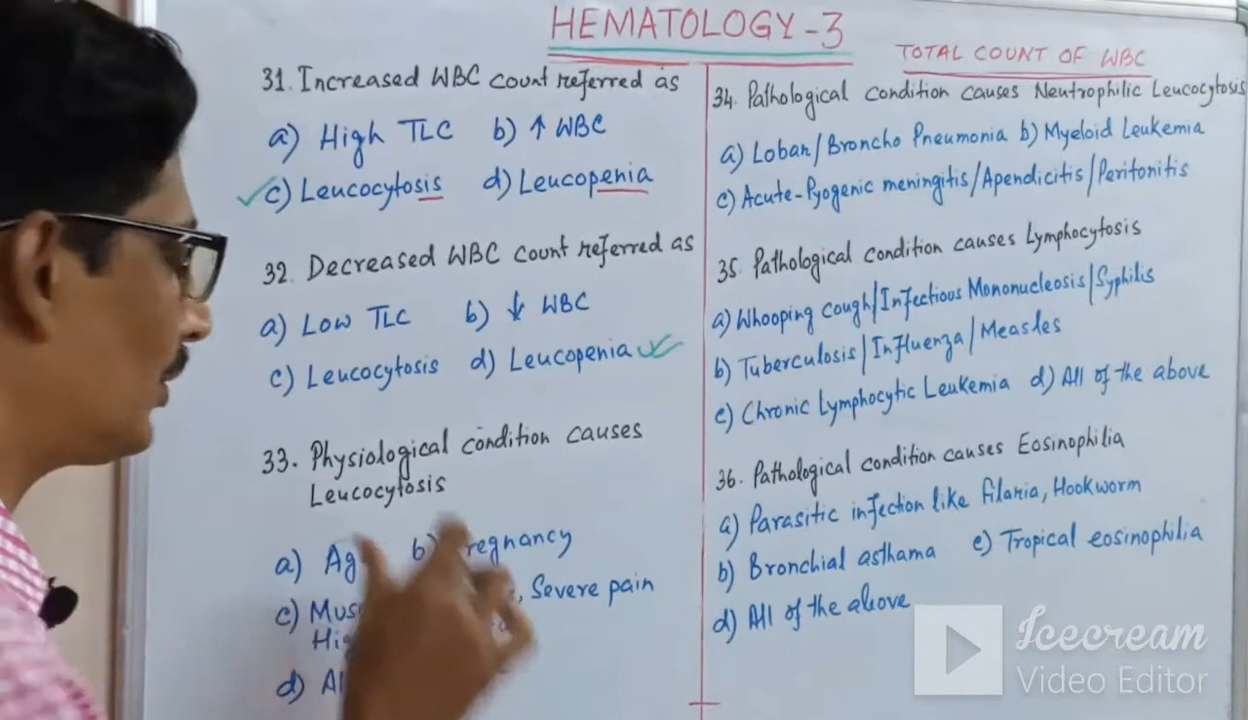 HEMATOLOGY-3
TOTAL COUNT OF WBC
31. Increased WBC count referred as
a) High TLC b) ↑ WBC
c) Leucocytosis d) Leucopenia
32. Decreased WBC count referred as
a) Low TLC b) ↓ WBC
c) Leucocytosis d) Leucopenia
33. Physiological condition causes
Leucocytosis
a) Ag b) regnancy
c) Mus , Severe pain
Hi
d) Al
34. Pathological condition causes Neutrophilic Leucocytosis
a) Lobar/Broncho Pneumonia b) Myeloid Leukemia
c) Acute-Pyogenic meningitis/Apendicitis/Peritonitis
35. Pathological condition causes Lymphocytosis
a) Whooping cough/Infectious Mononucleosis/Syphilis
b) Tuberculosis/Influenza/Measles
c) Chronic Lymphocytic Leukemia d) All of the above
36. Pathological condition causes Eosinophilia
a) Parasitic infection like filaria, Hookworm
b) Bronchial asthama c) Tropical eosinophilia
d) All of the above
Icecream
Video Editor